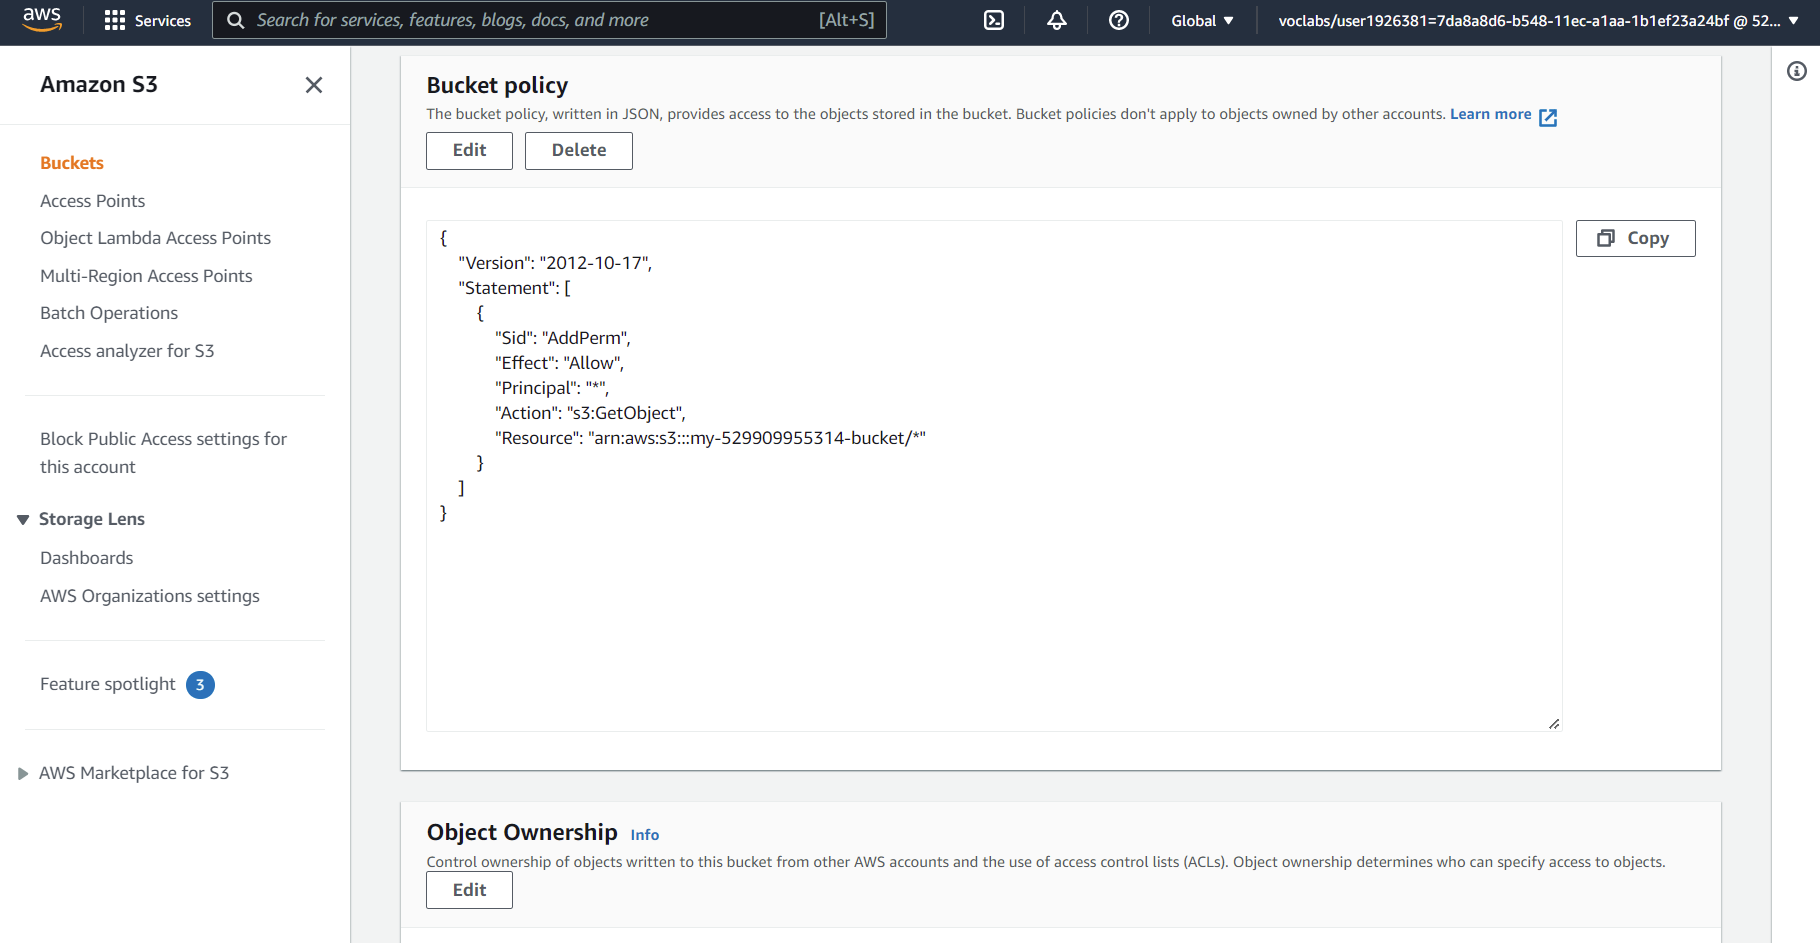 aws
Services
Search for services, features, blogs, docs, and more
[Alt+S]
Global
voclabs/user1926381=7da8a8d6-b548-11ec-a1aa-1b1ef23a24bf @ 52...
Amazon S3
Buckets
Access Points
Object Lambda Access Points
Multi-Region Access Points
Batch Operations
Access analyzer for S3
Block Public Access settings for
this account
Storage Lens
Dashboards
AWS Organizations settings
Feature spotlight 3
AWS Marketplace for S3
Bucket policy
The bucket policy, written in JSON, provides access to the objects stored in the bucket. Bucket policies don't apply to objects owned by other accounts. Learn more
Edit
Delete
{
"Version": "2012-10-17",
"Statement": [
{
"Sid": "AddPerm",
"Effect": "Allow",
"Principal": "*",
"Action": "s3:GetObject",
"Resource": "arn:aws:s3:::my-529909955314-bucket/*"
}
]
}
Copy
Object Ownership Info
Control ownership of objects written to this bucket from other AWS accounts and the use of access control lists (ACLs). Object ownership determines who can specify access to objects.
Edit